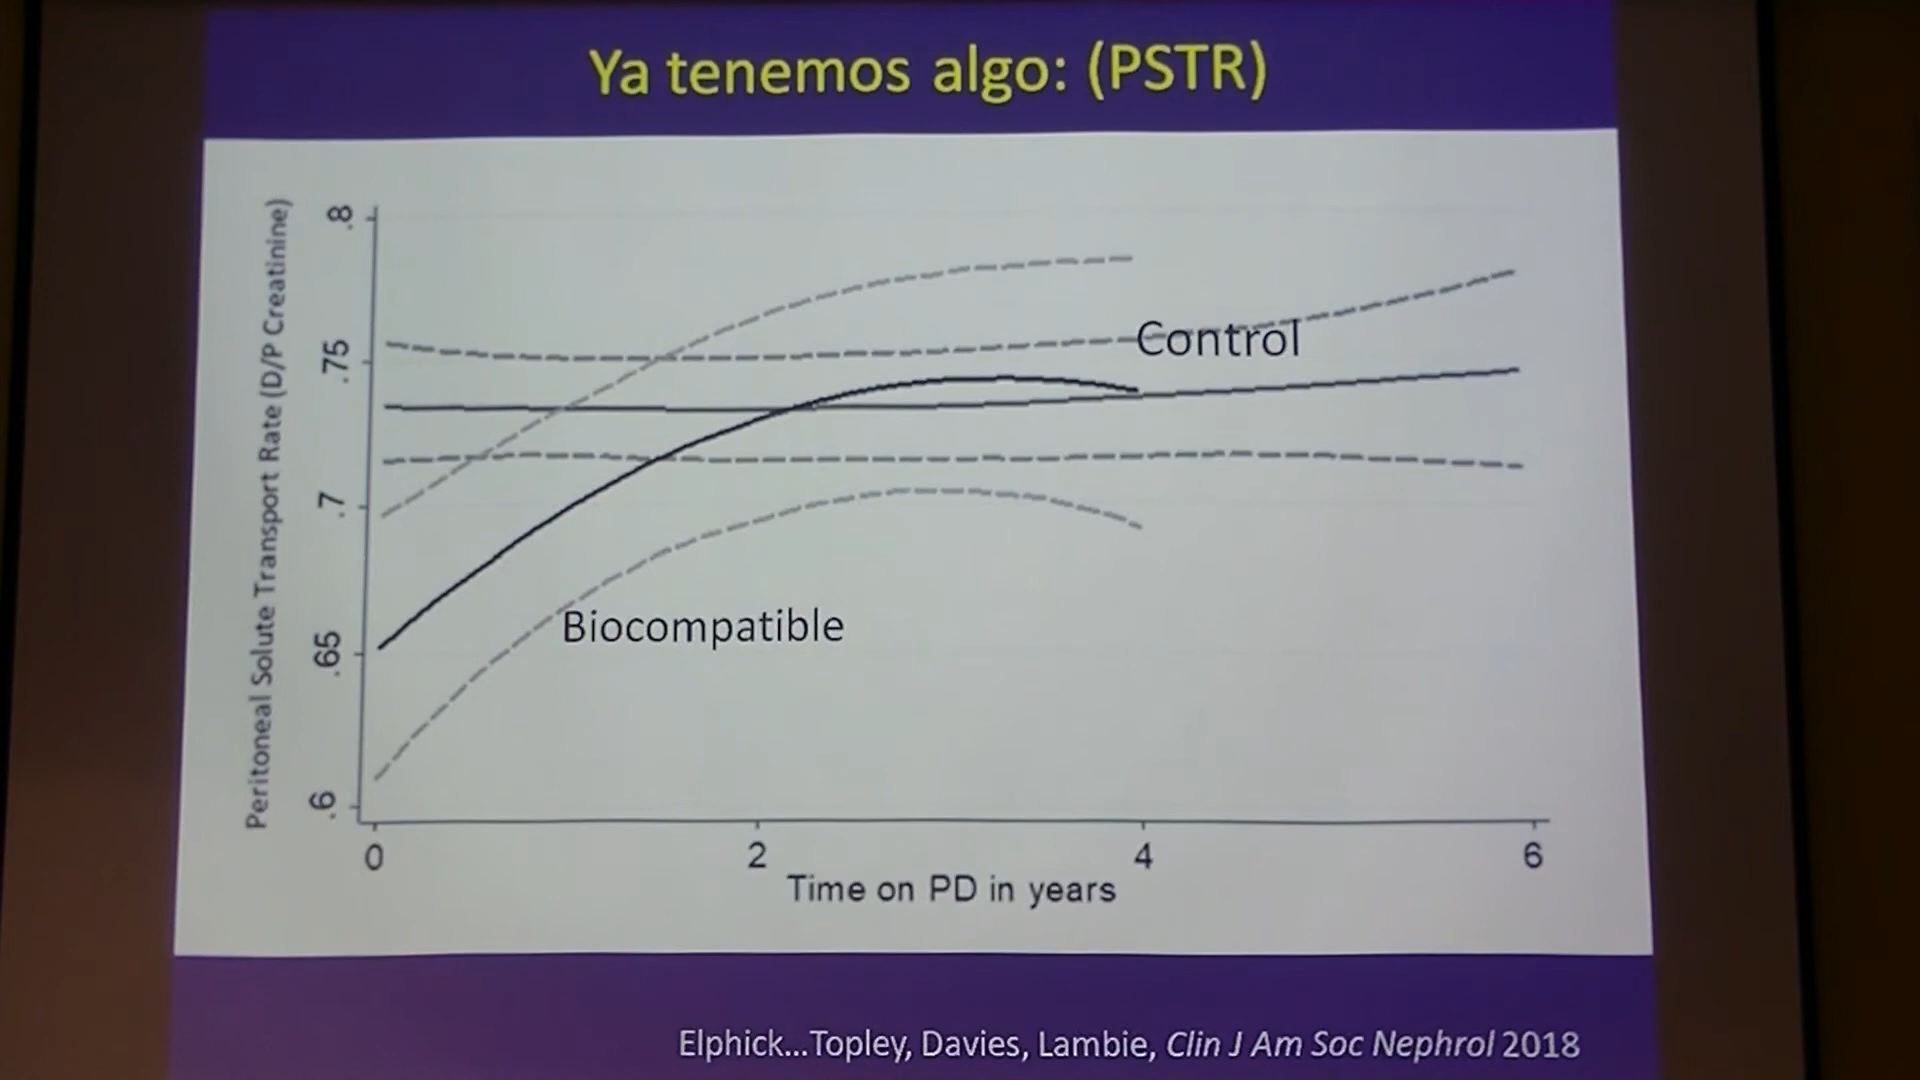 Ya tenemos algo: (PSTR)
Peritoneal Solute Transport Rate (D/P Creatinine)
.8
.75
.7
.65
.6
Control
Biocompatible
0 2 4 6
Time on PD in years
Elphick...Topley, Davies, Lambie, Clin J Am Soc Nephrol 2018